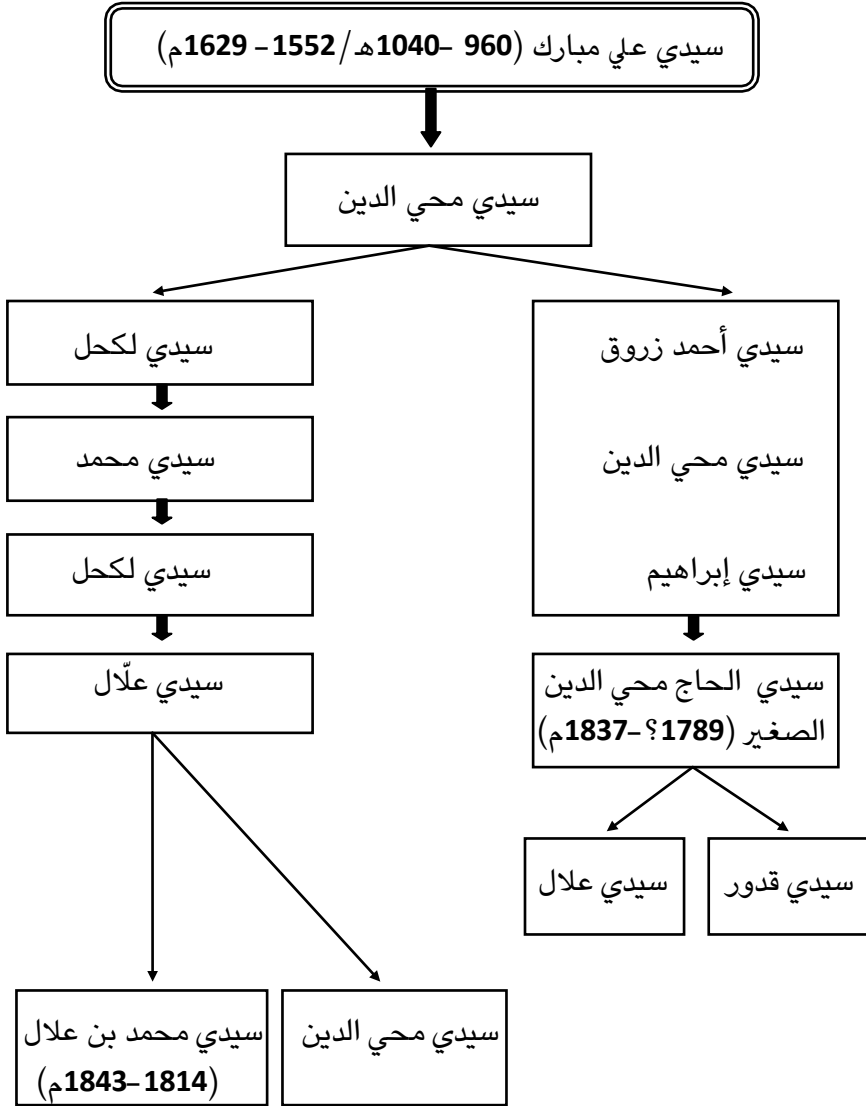 سيدي علي مبارك (960 –1040هـ/1552 – 1629م)
سيدي محي الدين
سيدي أحمد زروق
سيدي محي الدين
سيدي إبراهيم
سيدي الحاج محي الدين
الصغير (1789؟–1837م)
سيدي قدور
سيدي علال
سيدي لكحل
سيدي محمد
سيدي لكحل
سيدي علّال
سيدي محي الدين
سيدي محمد بن علال
(1814–1843م)